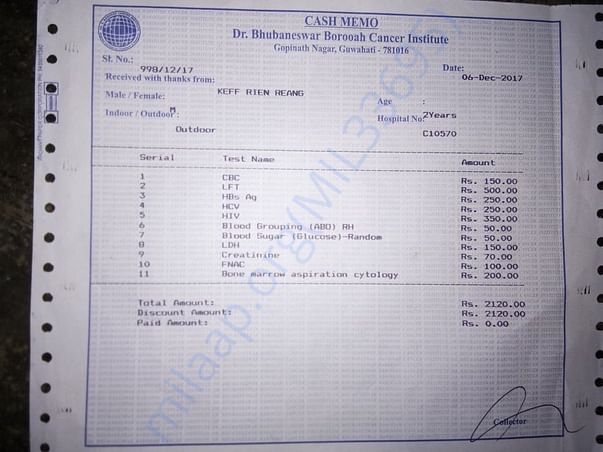 CASH MEMO
Dr. Bhubaneswar Borooah Cancer Institute
Gopinath Nagar, Guwahati - 781016
Sl. No.: 998/12/17 Date: 06-Dec-2017
Received with thanks from: KEFF RIEN REANG
Male / Female: M Age : 2Years
Indoor / Outdoor: Outdoor Hospital No: C10570
Serial Test Name Amount
1 CBC Rs. 150.00
2 LFT Rs. 500.00
3 HBs Ag Rs. 250.00
4 HCV Rs. 250.00
5 HIV Rs. 350.00
6 Blood Grouping (ABO) RH Rs. 50.00
7 Blood Sugar (Glucose)-Random Rs. 50.00
8 LDH Rs. 150.00
9 Creatinine Rs. 70.00
10 FNAC Rs. 100.00
11 Bone marrow aspiration cytology Rs. 200.00
Total Amount: Rs. 2120.00
Discount Amount: Rs. 2120.00
Paid Amount: Rs. 0.00
Collector